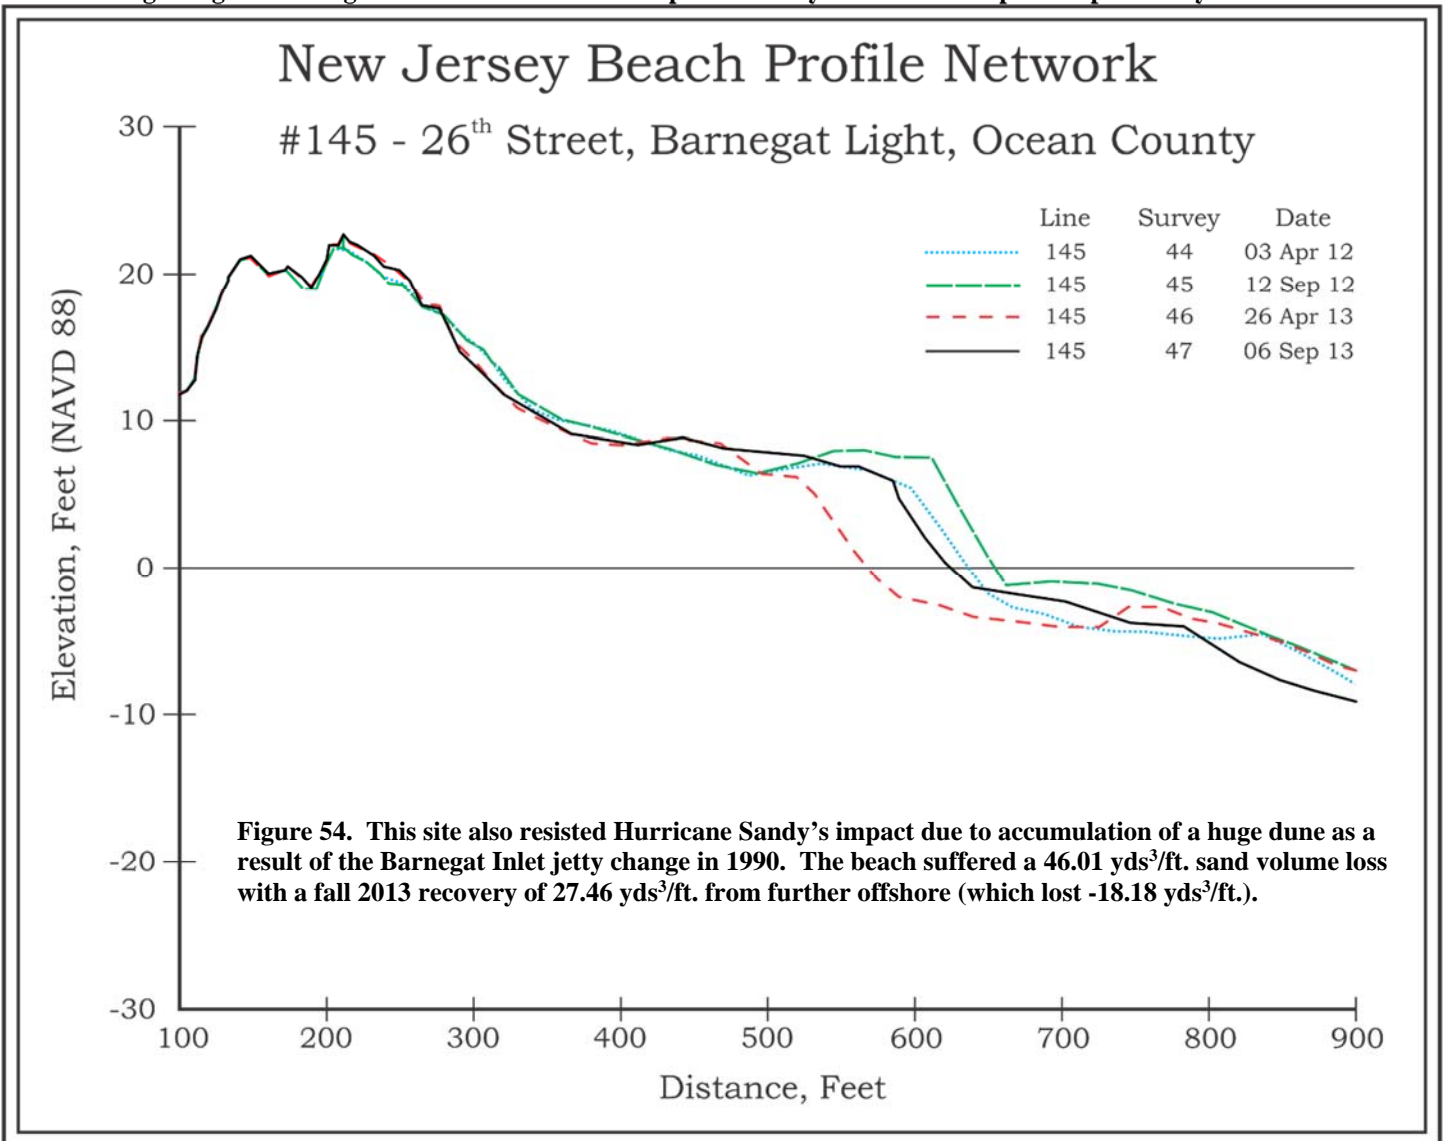 New Jersey Beach Profile Network
#145 - 26th Street, Barnegat Light, Ocean County
Line Survey Date
145 44 03 Apr 12
145 45 12 Sep 12
145 46 26 Apr 13
145 47 06 Sep 13
Elevation, Feet (NAVD 88)
30
20
10
0
-10
-20
-30
Figure 54. This site also resisted Hurricane Sandy’s impact due to accumulation of a huge dune as a
result of the Barnegat Inlet jetty change in 1990. The beach suffered a 46.01 yds³/ft. sand volume loss
with a fall 2013 recovery of 27.46 yds³/ft. from further offshore (which lost -18.18 yds³/ft.).
100 200 300 400 500 600 700 800 900
Distance, Feet